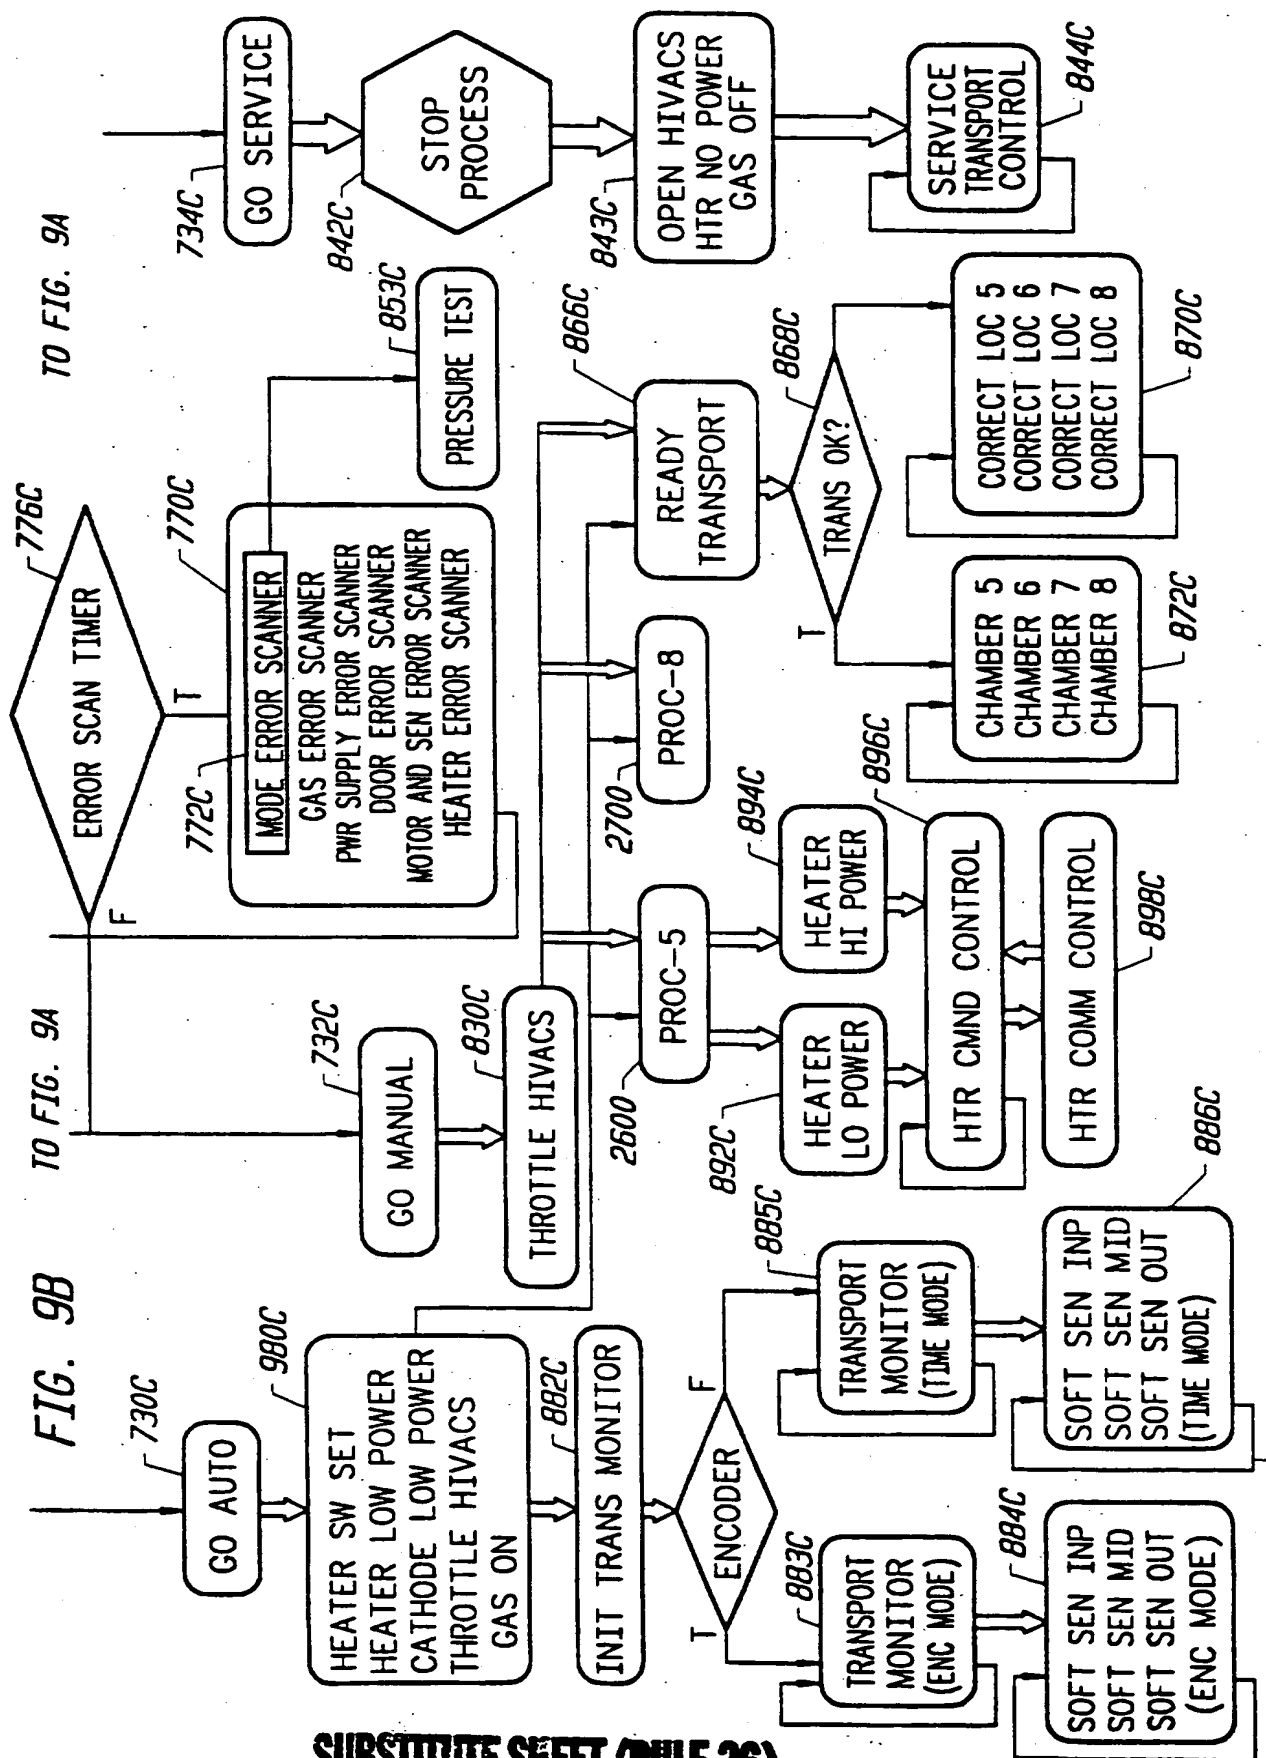 FIG. 9B
TO FIG. 9A
TO FIG. 9A
730C
GO AUTO
980C
HEATER SW SET
HEATER LOW POWER
CATHODE LOW POWER
THROTTLE HIVACS
GAS ON
882C
INIT TRANS MONITOR
ENCODER
T
F
883C
TRANSPORT
MONITOR
(ENC MODE)
884C
SOFT SEN INP
SOFT SEN MID
SOFT SEN OUT
(ENC MODE)
885C
TRANSPORT
MONITOR
(TIME MODE)
886C
SOFT SEN INP
SOFT SEN MID
SOFT SEN OUT
(TIME MODE)
732C
GO MANUAL
830C
THROTTLE HIVACS
2600
PROC-5
892C
HEATER
LO POWER
894C
HEATER
HI POWER
896C
HTR CMND CONTROL
898C
HTR COMM CONTROL
776C
ERROR SCAN TIMER
F
T
770C
772C
MODE ERROR SCANNER
GAS ERROR SCANNER
PWR SUPPLY ERROR SCANNER
DOOR ERROR SCANNER
MOTOR AND SEN ERROR SCANNER
HEATER ERROR SCANNER
853C
PRESSURE TEST
2700
PROC-8
866C
READY
TRANSPORT
868C
TRANS OK?
T
872C
CHAMBER 5
CHAMBER 6
CHAMBER 7
CHAMBER 8
870C
CORRECT LOC 5
CORRECT LOC 6
CORRECT LOC 7
CORRECT LOC 8
734C
GO SERVICE
842C
STOP
PROCESS
843C
OPEN HIVACS
HTR NO POWER
GAS OFF
844C
SERVICE
TRANSPORT
CONTROL
SUBSTITUTE SHEET (RULE 26)